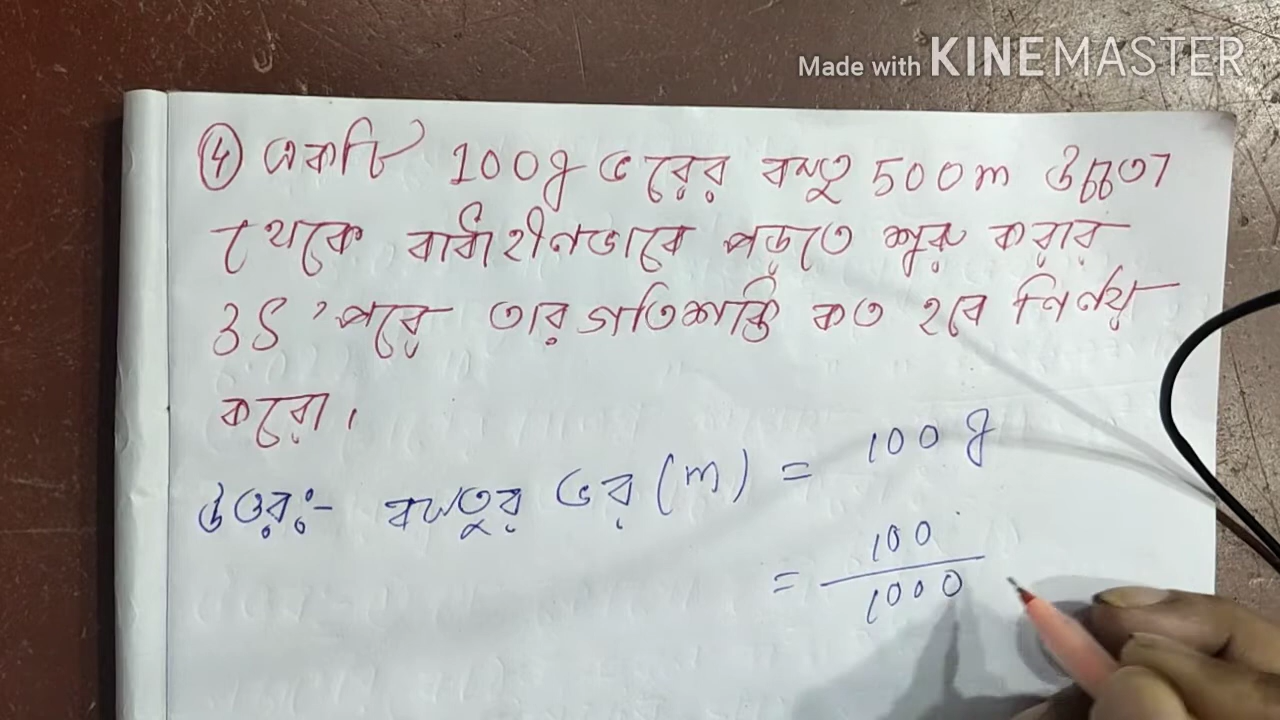 Made with KINEMASTER
④ একটি 100g ভরের বস্তু 500m উচ্চতা
থেকে বাধাহীনভাবে পড়তে শুরু করার
3S পরে তার গতিশক্তি কত হবে নির্ণয়
করো।
উত্তর:- বস্তুর ভর (m) = 100 g
= 100
1000